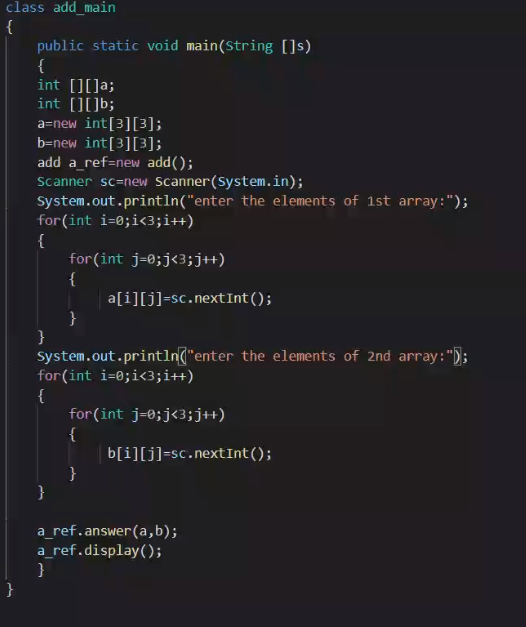 class add_main
{
    public static void main(String []s)
    {
    int [][]a;
    int [][]b;
    a=new int[3][3];
    b=new int[3][3];
    add a_ref=new add();
    Scanner sc=new Scanner(System.in);
    System.out.println("enter the elements of 1st array:");
    for(int i=0;i<3;i++)
    {
        for(int j=0;j<3;j++)
        {
            a[i][j]=sc.nextInt();
        }
    }
    System.out.println("enter the elements of 2nd array:");
    for(int i=0;i<3;i++)
    {
        for(int j=0;j<3;j++)
        {
            b[i][j]=sc.nextInt();
        }
    }

    a_ref.answer(a,b);
    a_ref.display();
    }
}